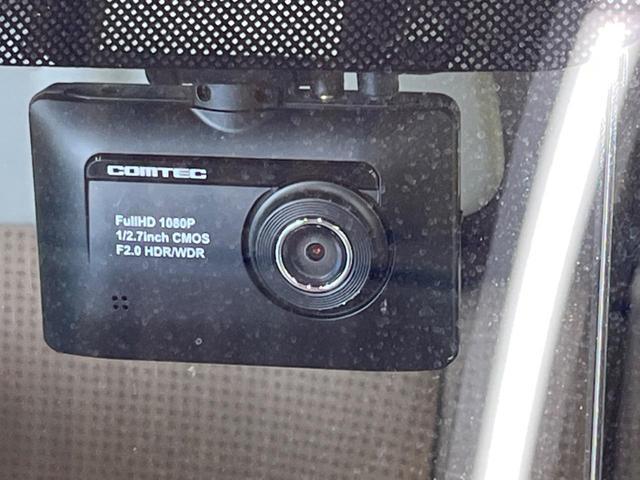 COMTEC
FullHD 1080P
1/2.7inch CMOS
F2.0 HDR/WDR